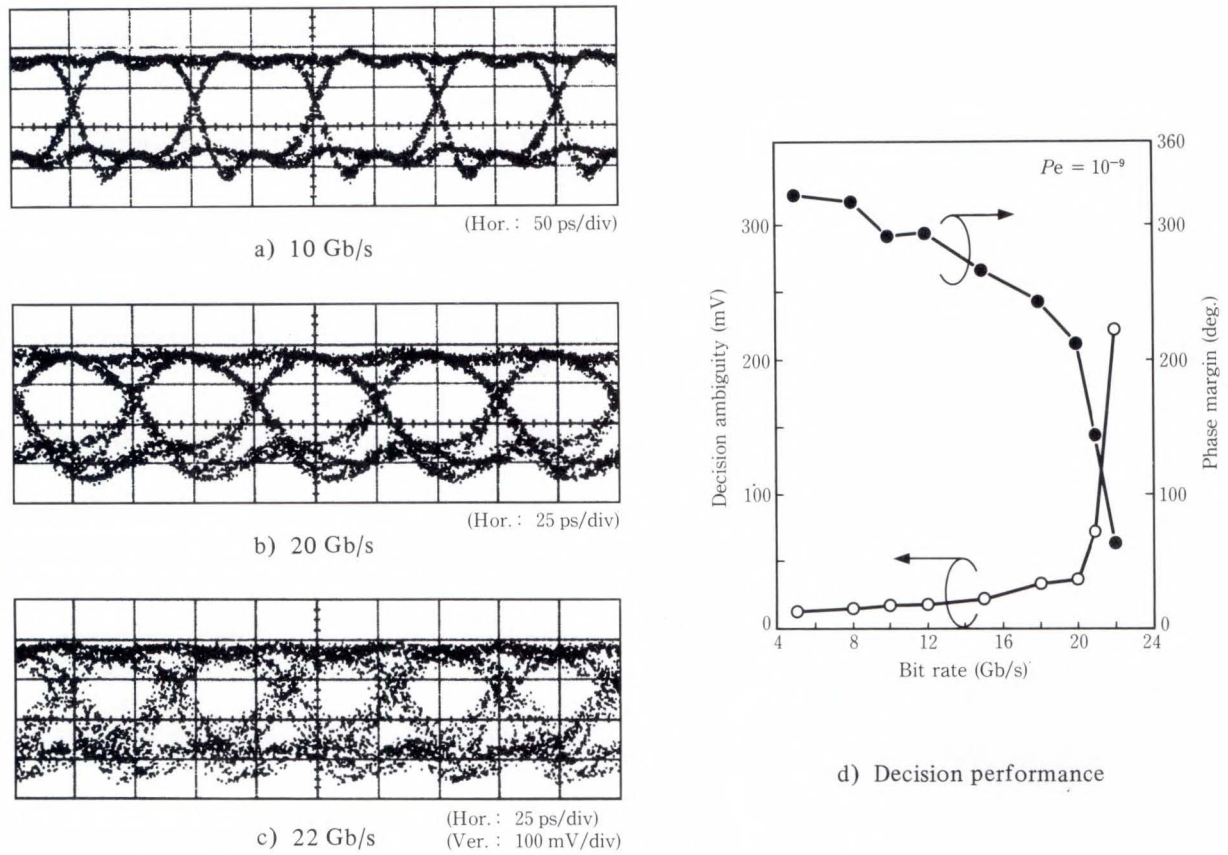 (Hor.: 50 ps/div)
a) 10 Gb/s
(Hor.: 25 ps/div)
b) 20 Gb/s
(Hor.: 25 ps/div)
(Ver.: 100 mV/div)
c) 22 Gb/s
Pe = 10⁻⁹
360
300
200
100
0
Phase margin (deg.)
300
200
100
0
Decision ambiguity (mV)
4 8 12 16 20 24
Bit rate (Gb/s)
d) Decision performance